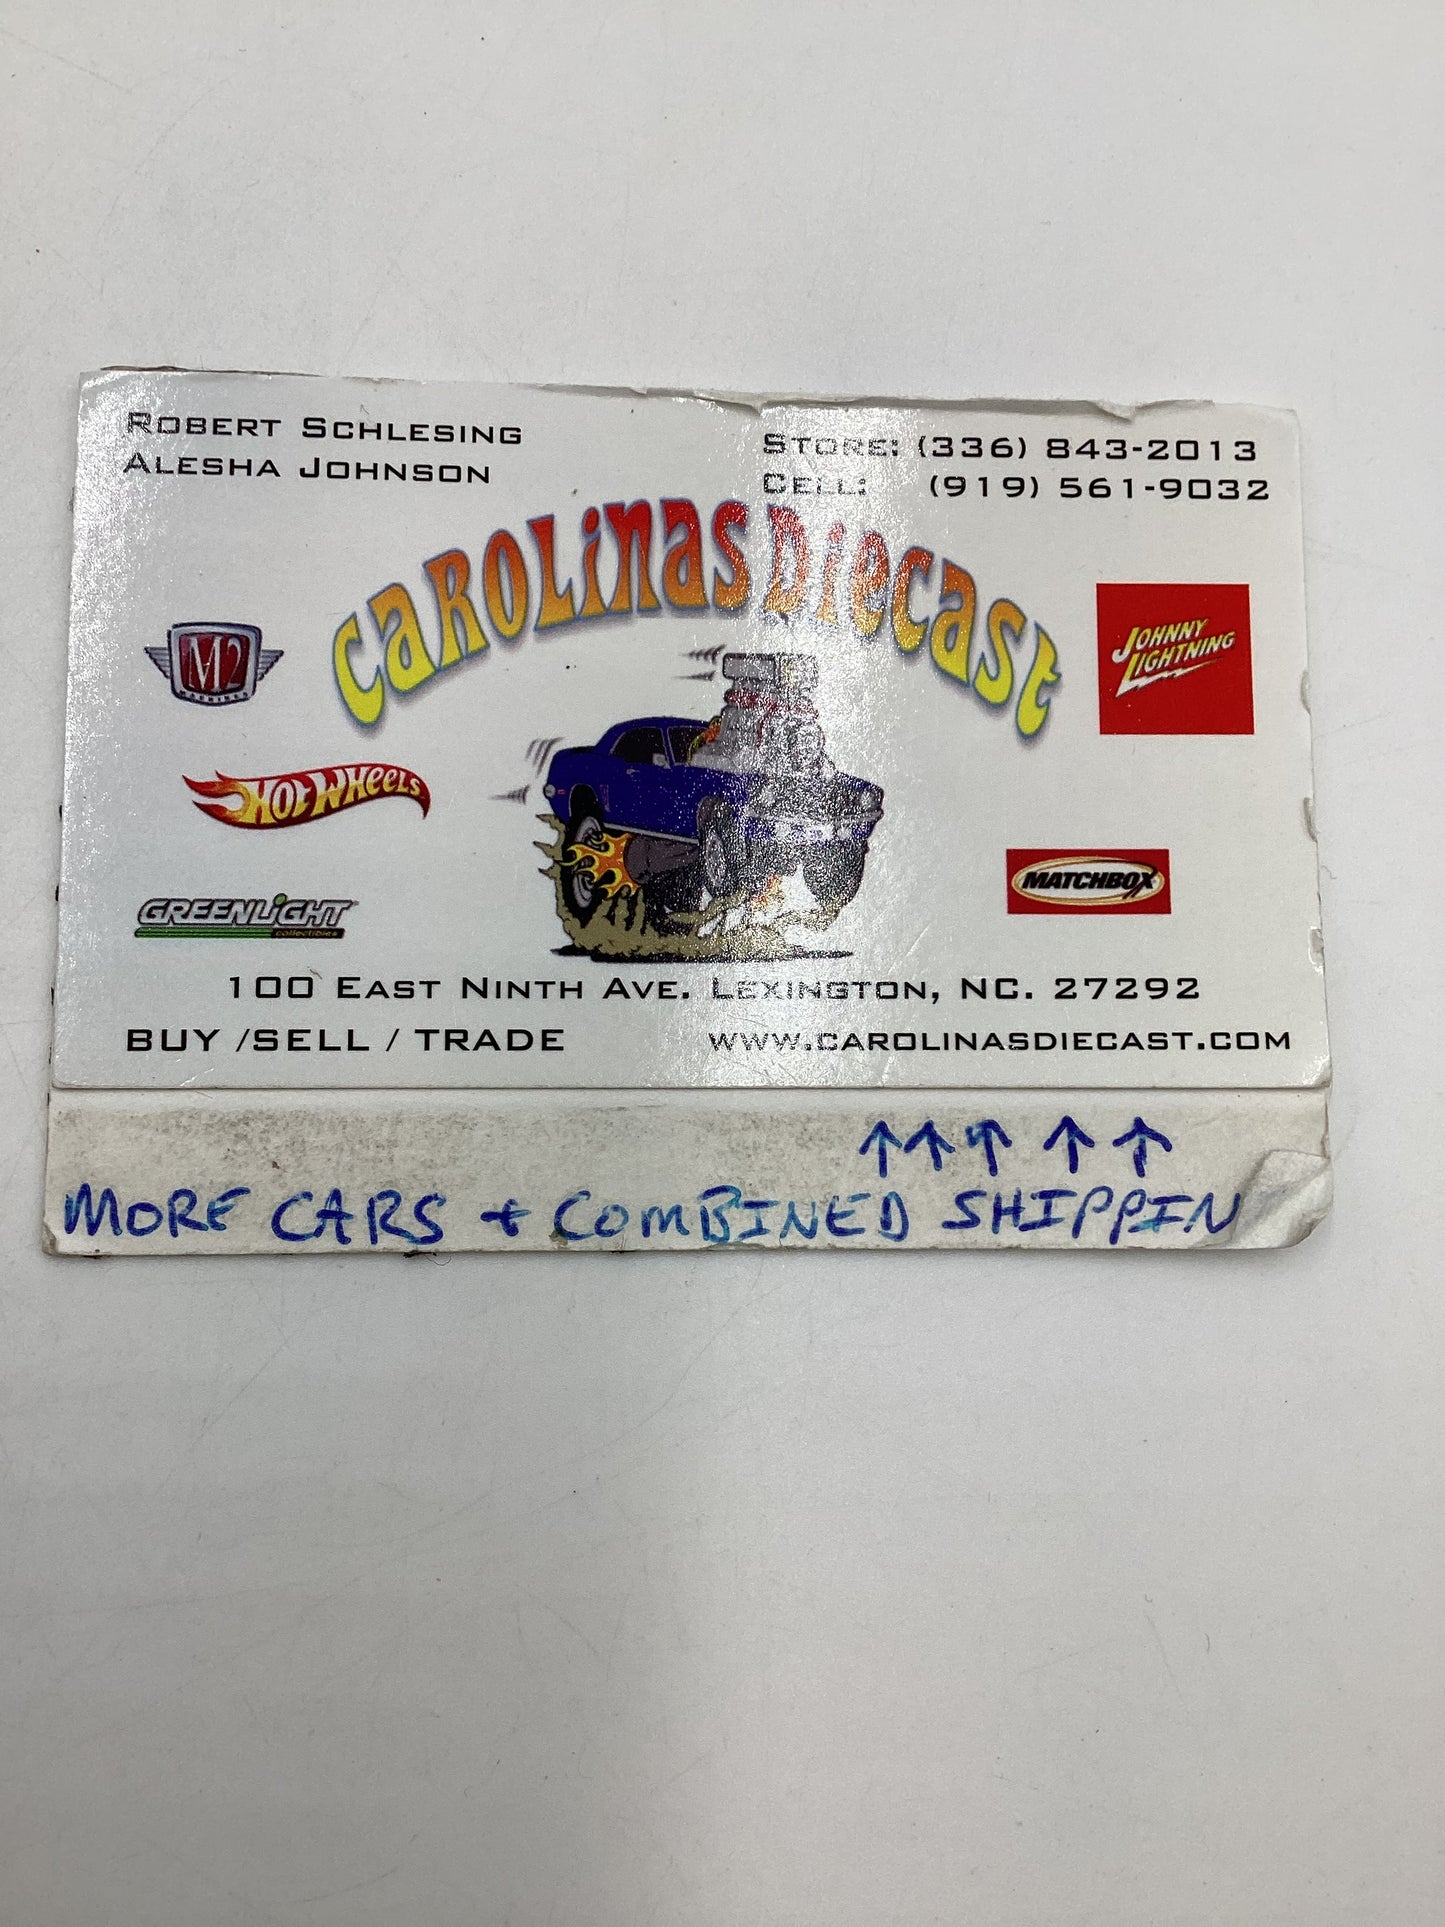 ROBERT SCHLESING
ALESHA JOHNSON
STORE: (336) 843-2013
CELL: (919) 561-9032
CAROLINAS DIECAST
M2
MACHINES
JOHNNY
LIGHTNING
HOT WHEELS
MATCHBOX
GREENLIGHT
collectibles
100 EAST NINTH AVE. LEXINGTON, NC. 27292
BUY /SELL / TRADE
WWW.CAROLINASDIECAST.COM
MORE CARS + COMBINED SHIPPIN